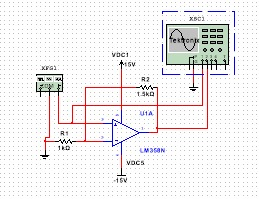 XSC1
Tektronix
VDC1
15V
XFG1
R2
1.5kΩ
U1A
R1
1kΩ
LM358N
VDC5
-15V